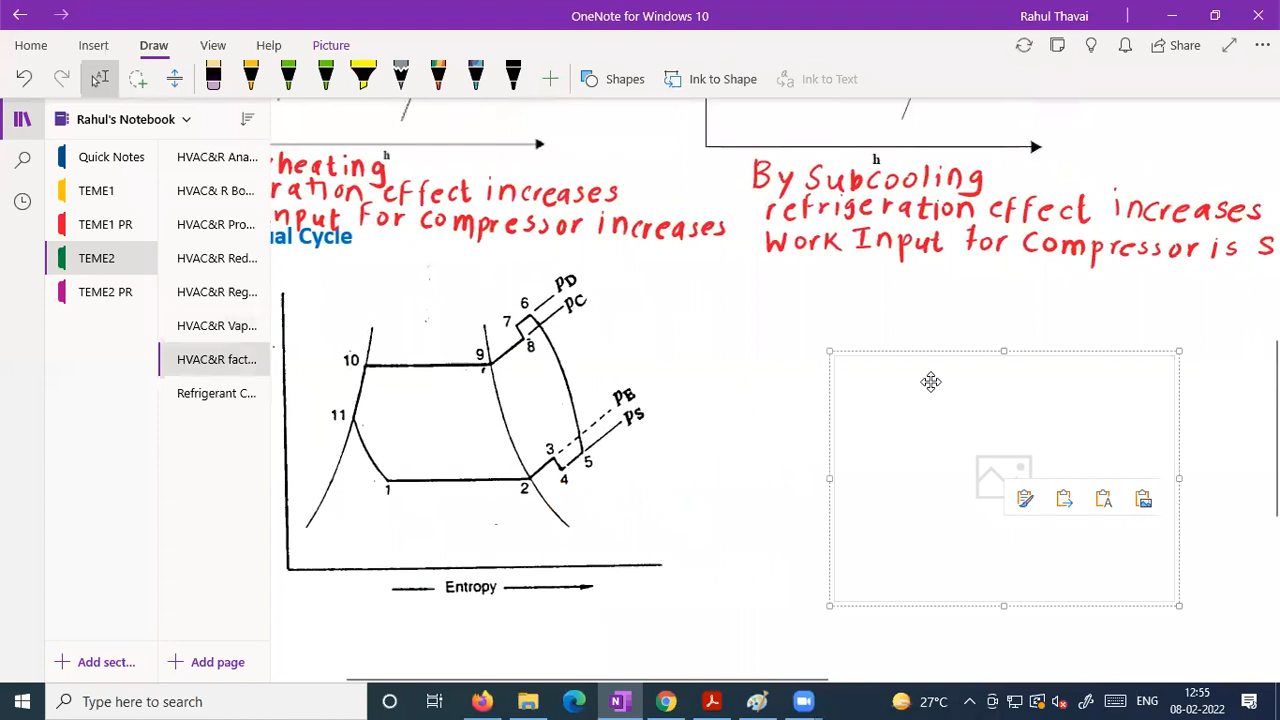 OneNote for Windows 10
Rahul Thavai
Home Insert Draw View Help Picture
Share
Shapes
Ink to Shape
Ink to Text
Rahul's Notebook
Quick Notes
TEME1
TEME1 PR
TEME2
TEME2 PR
HVAC&R Ana...
HVAC& R Bo...
HVAC&R Pro...
HVAC&R Red...
HVAC&R Reg...
HVAC&R Vap...
HVAC&R fact...
Refrigerant C...
Add sect...
Add page
h
heating
ration effect increases
nput for compressor increases
ual Cycle
h
By Subcooling
refrigeration effect increases
Work Input for Compressor is S
PD
PC
6
7
8
9
10
11
PE
PS
3
5
4
1
2
Entropy
Type here to search
27°C
ENG
12:55
08-02-2022